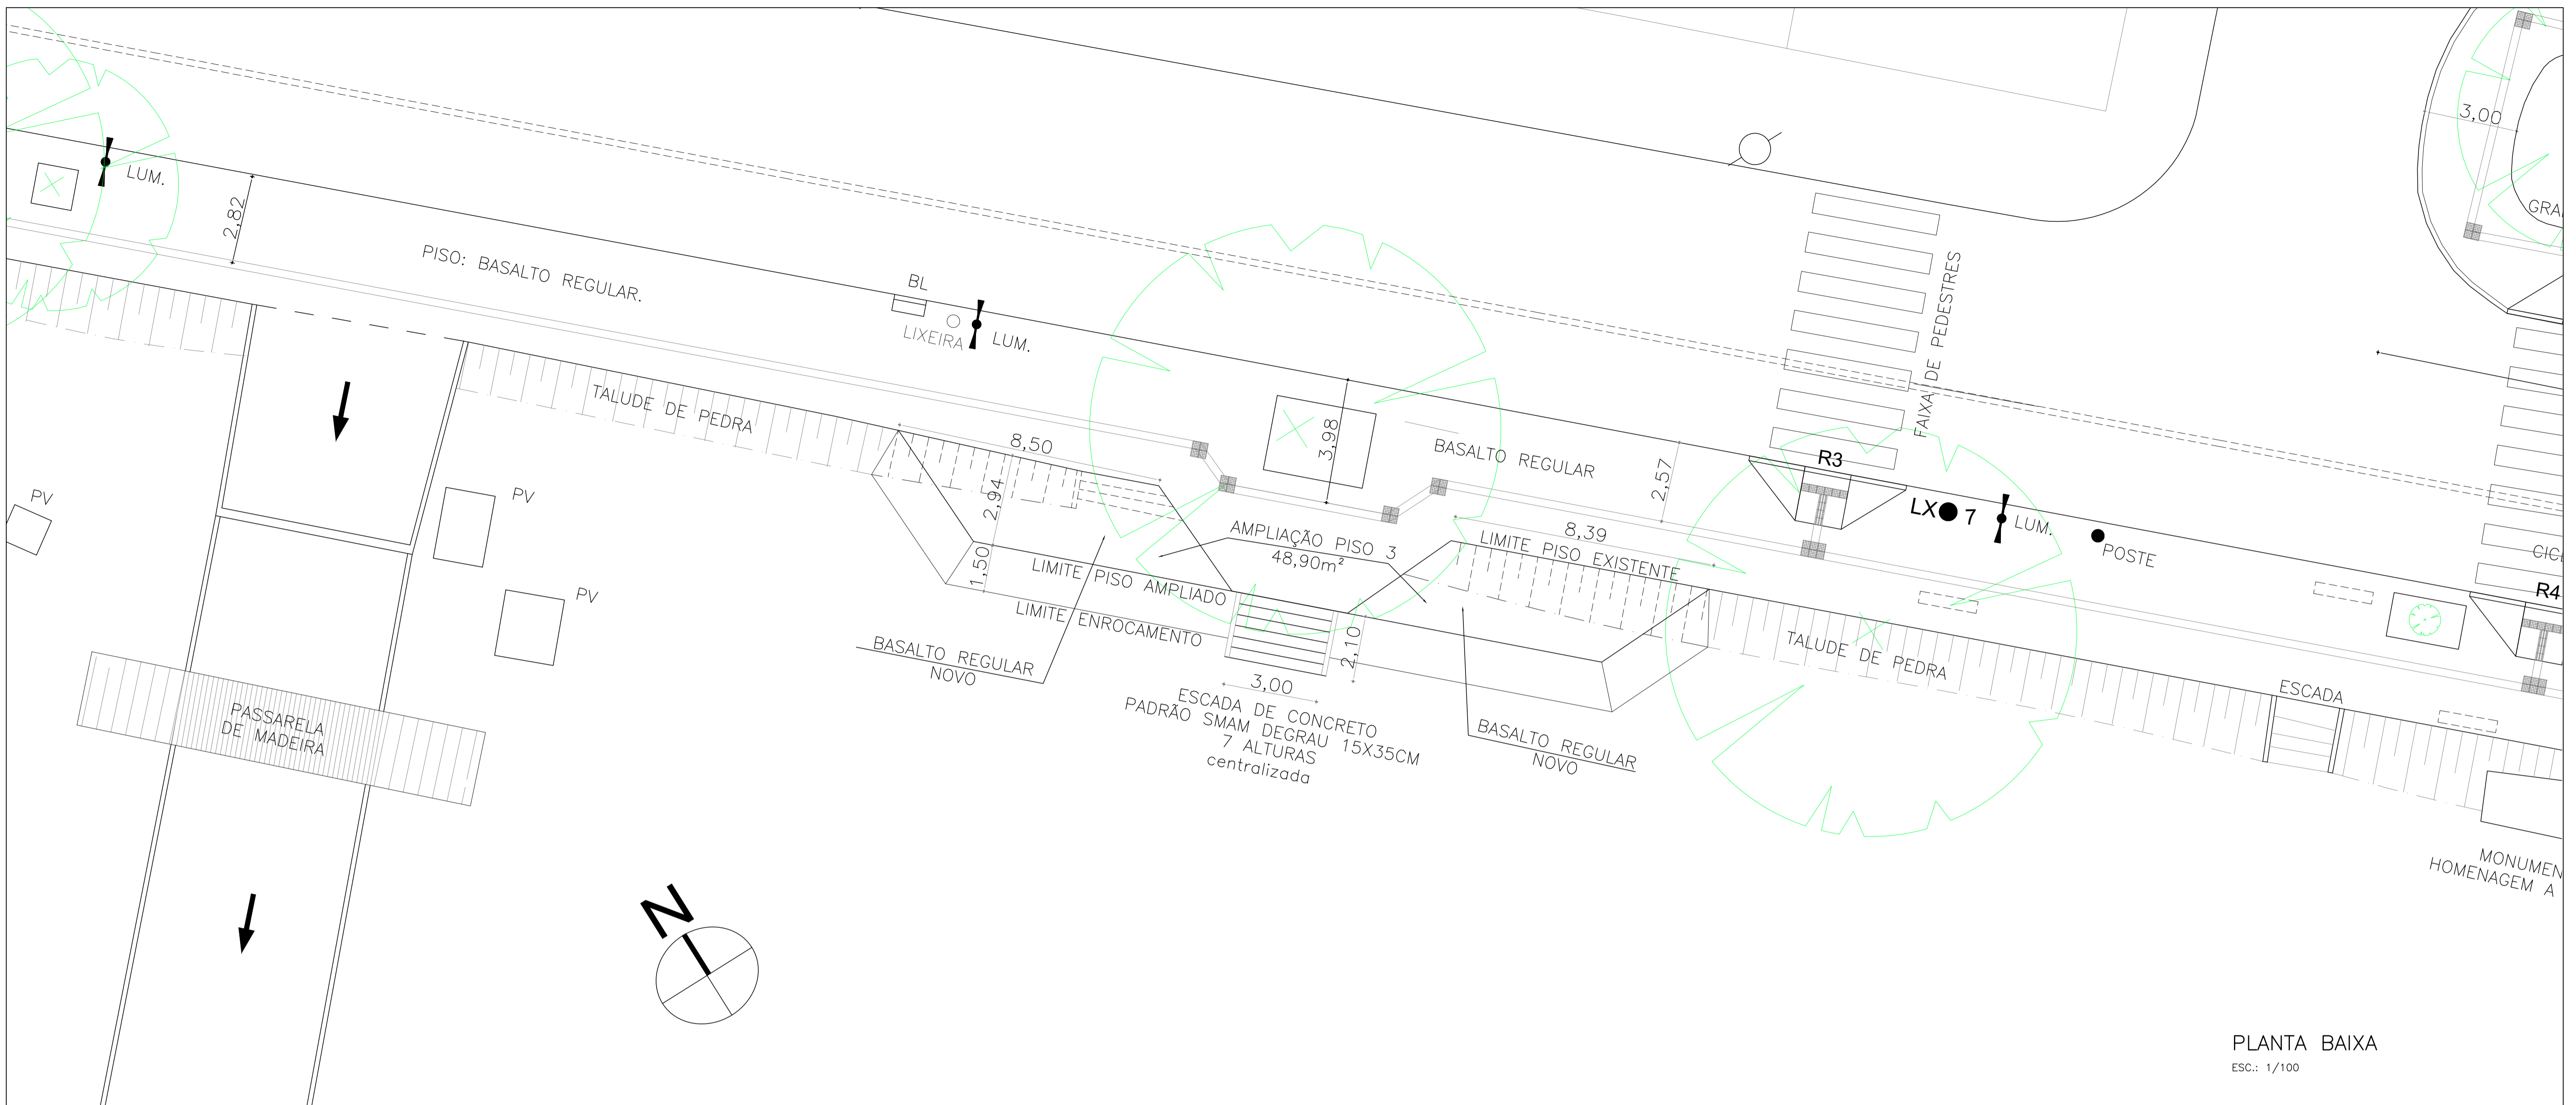 3,00
LUM.
2,82
PISO: BASALTO REGULAR.
BL
LIXEIRA
LUM.
FAIXA DE PEDESTRES
TALUDE DE PEDRA
8,50
3,98
BASALTO REGULAR
2,57
R3
LX 7
LUM.
POSTE
R4
PV
PV
PV
2,94
1,50
AMPLIAÇÃO PISO 3
48,90m²
8,39
LIMITE PISO EXISTENTE
LIMITE PISO AMPLIADO
LIMITE ENROCAMENTO
BASALTO REGULAR
NOVO
2,10
3,00
ESCADA DE CONCRETO
PADRÃO SMAM DEGRAU 15X35CM
7 ALTURAS
centralizada
BASALTO REGULAR
NOVO
TALUDE DE PEDRA
ESCADA
PASSARELA
DE MADEIRA
HOMENAGEM A
N
PLANTA BAIXA
ESC.: 1/100